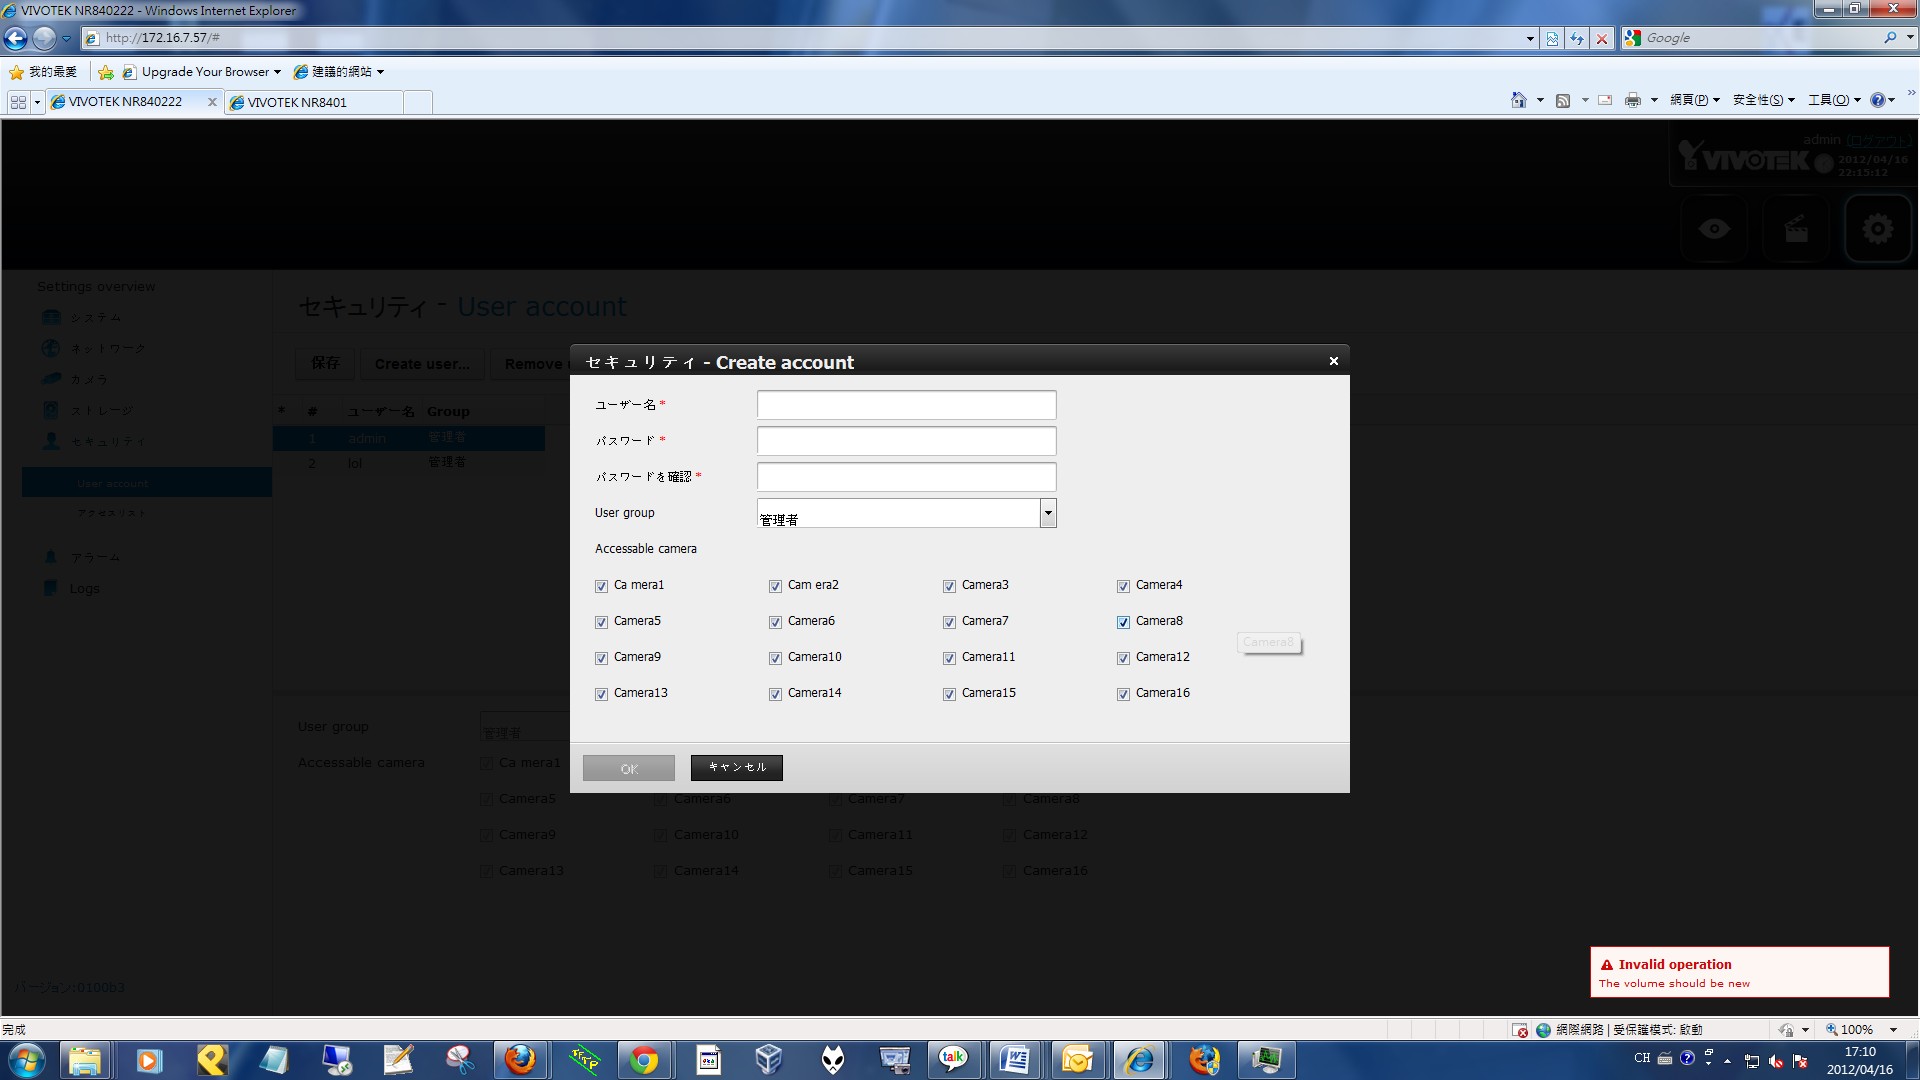 VIVOTEK NR840222 - Windows Internet Explorer
http://172.16.7.57/#
Google
我的最愛 Upgrade Your Browser 建議的網站
VIVOTEK NR840222 VIVOTEK NR8401
網頁(P) 安全性(S) 工具(O)
admin (ログアウト)
VIVOTEK 2012/04/16
22:15:12
Settings overview
システム
ネットワーク
カメラ
ストレージ
セキュリティ
User account
アクセスリスト
アラーム
Logs
バージョン:0100b3
セキュリティ - User account
保存 Create user... Remove
* # ユーザー名 Group
1 admin 管理者
2 lol 管理者
セキュリティ - Create account
ユーザー名 *
パスワード *
パスワードを確認 *
User group 管理者
Accessable camera
Ca mera1 Cam era2 Camera3 Camera4
Camera5 Camera6 Camera7 Camera8
Camera8
Camera9 Camera10 Camera11 Camera12
Camera13 Camera14 Camera15 Camera16
OK キャンセル
User group 管理者
Accessable camera Ca mera1
Camera5 Camera6 Camera7 Camera8
Camera9 Camera10 Camera11 Camera12
Camera13 Camera14 Camera15 Camera16
Invalid operation
The volume should be new
完成 網際網路 | 受保護模式: 啟動 100%
talk
CH 17:10
2012/04/16